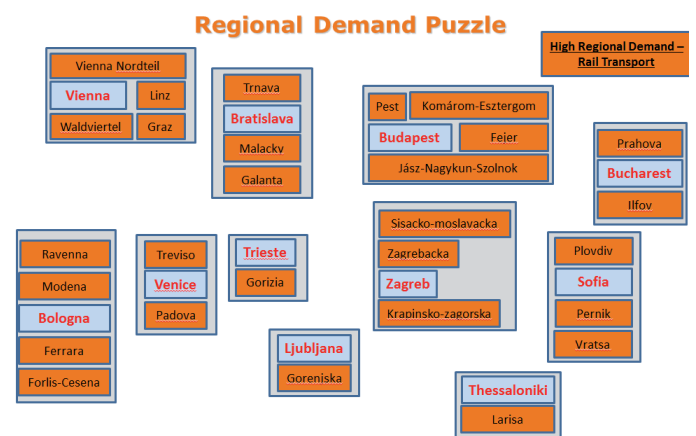 Regional Demand Puzzle
High Regional Demand –
Rail Transport
Vienna Nordteil
Vienna
Linz
Waldviertel
Graz
Trnava
Bratislava
Malacky
Galanta
Pest
Komárom-Esztergom
Budapest
Fejer
Jász-Nagykun-Szolnok
Prahova
Bucharest
Ilfov
Ravenna
Modena
Bologna
Ferrara
Forlis-Cesena
Treviso
Venice
Padova
Trieste
Gorizia
Sisacko-moslavacka
Zagrebacka
Zagreb
Krapinsko-zagorska
Plovdiv
Sofia
Pernik
Vratsa
Ljubljana
Gorenjska
Thessaloniki
Larisa